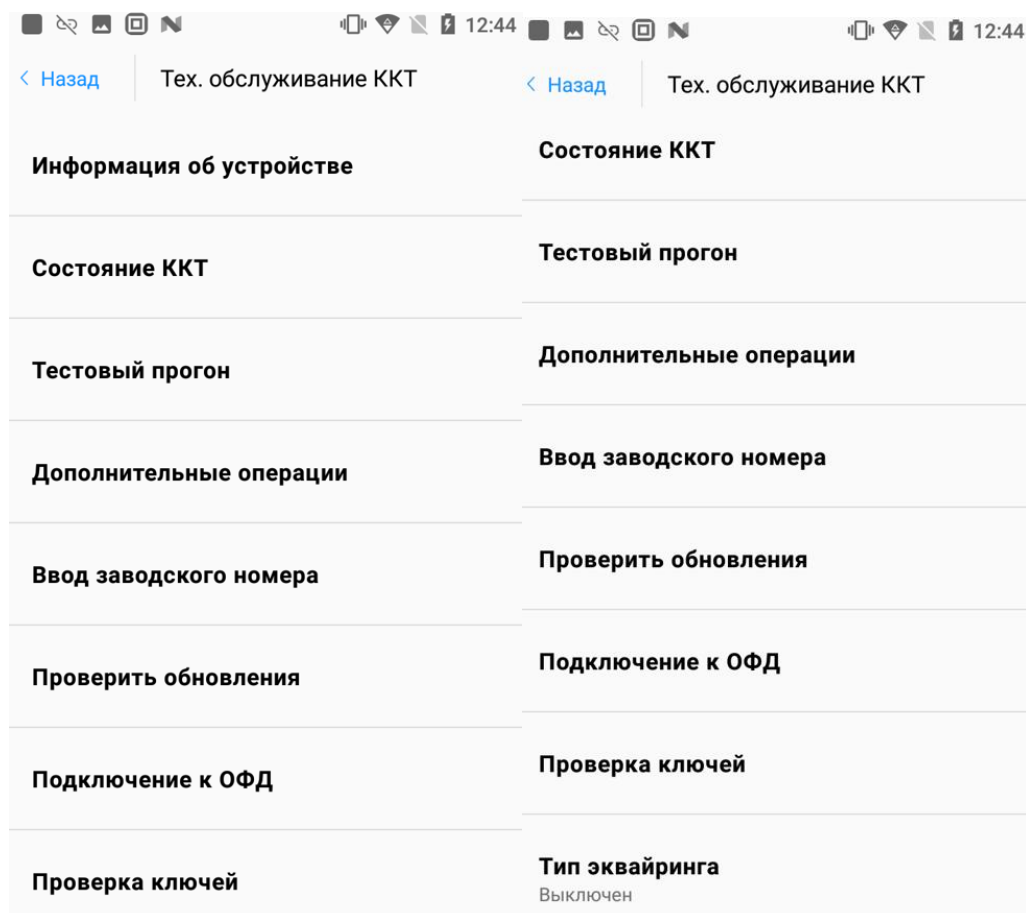 12:44
Назад
Тех. обслуживание ККТ
Информация об устройстве
Состояние ККТ
Тестовый прогон
Дополнительные операции
Ввод заводского номера
Проверить обновления
Подключение к ОФД
Проверка ключей
12:44
Назад
Тех. обслуживание ККТ
Состояние ККТ
Тестовый прогон
Дополнительные операции
Ввод заводского номера
Проверить обновления
Подключение к ОФД
Проверка ключей
Тип эквайринга
Выключен